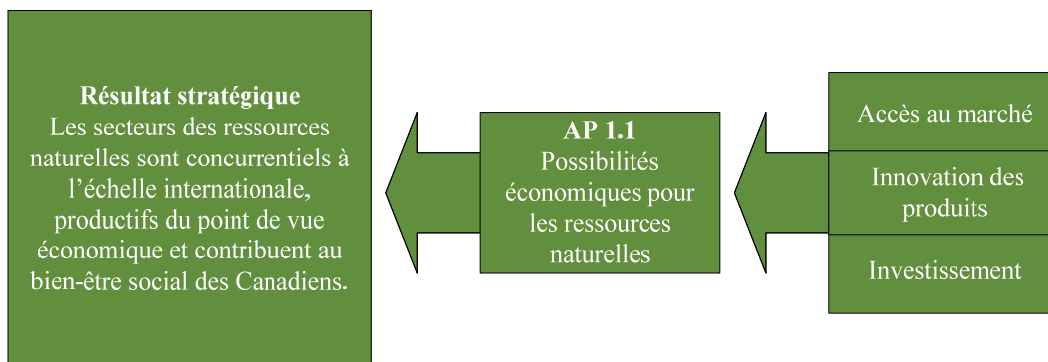 Résultat stratégique
Les secteurs des ressources
naturelles sont concurrentiels à
l'échelle internationale,
productifs du point de vue
économique et contribuent au
bien-être social des Canadiens.
AP 1.1
Possibilités
économiques pour
les ressources
naturelles
Accès au marché
Innovation des
produits
Investissement